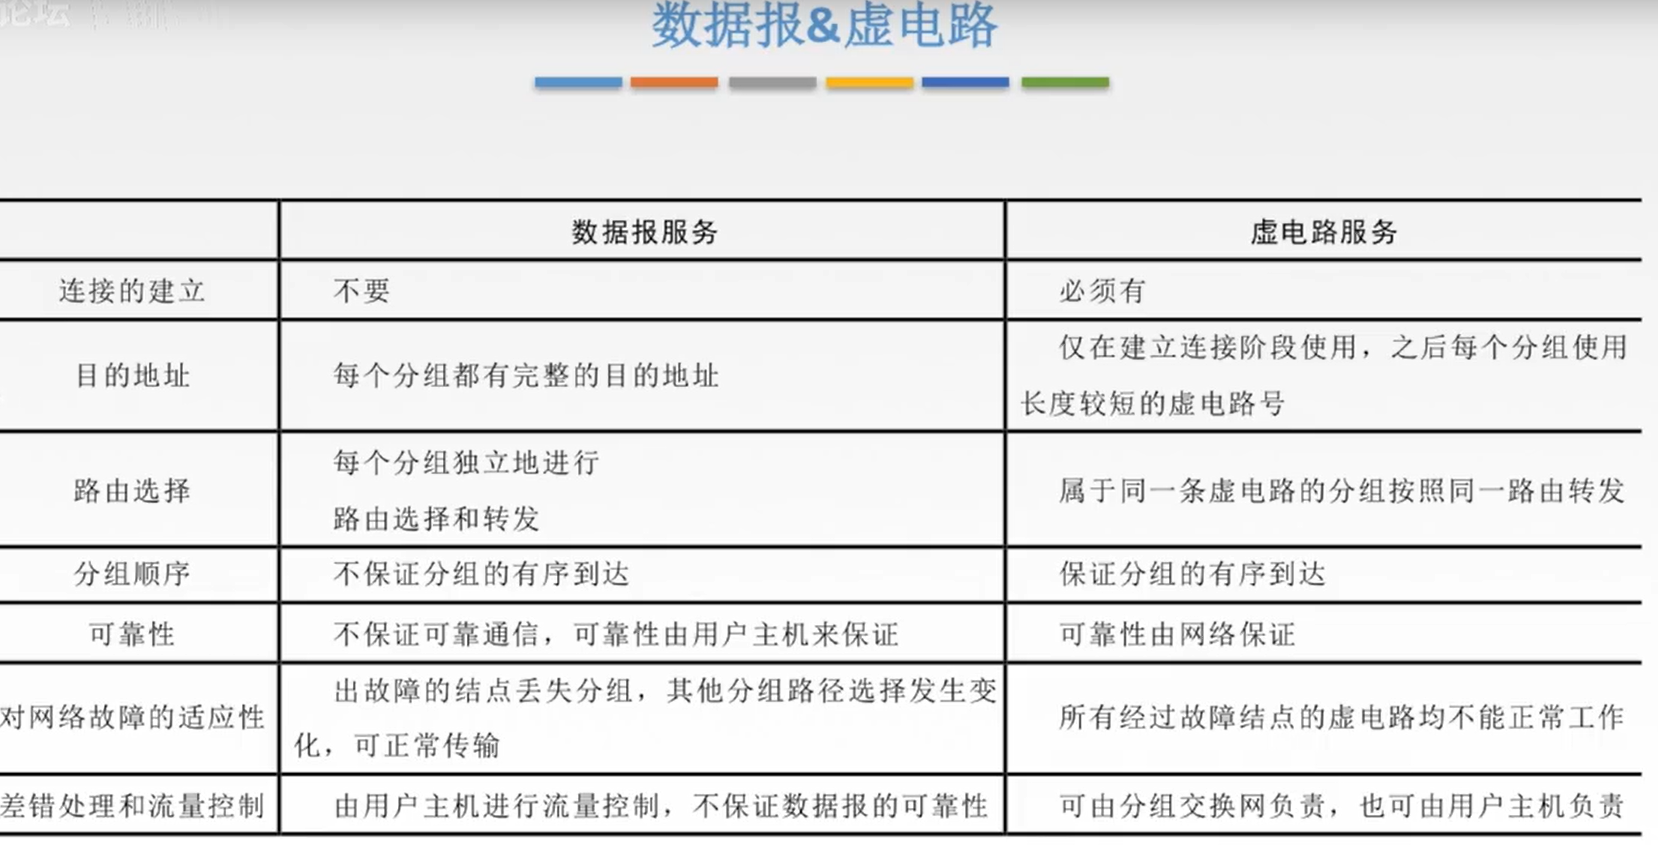 论坛
数据报&虚电路
数据报服务 虚电路服务
连接的建立 不要 必须有
目的地址 每个分组都有完整的目的地址 仅在建立连接阶段使用，之后每个分组使用
长度较短的虚电路号
路由选择 每个分组独立地进行
路由选择和转发
属于同一条虚电路的分组按照同一路由转发
分组顺序 不保证分组的有序到达 保证分组的有序到达
可靠性 不保证可靠通信，可靠性由用户主机来保证 可靠性由网络保证
对网络故障的适应性 出故障的结点丢失分组，其他分组路径选择发生变
化，可正常传输
所有经过故障结点的虚电路均不能正常工作
差错处理和流量控制 由用户主机进行流量控制，不保证数据报的可靠性 可由分组交换网负责，也可由用户主机负责